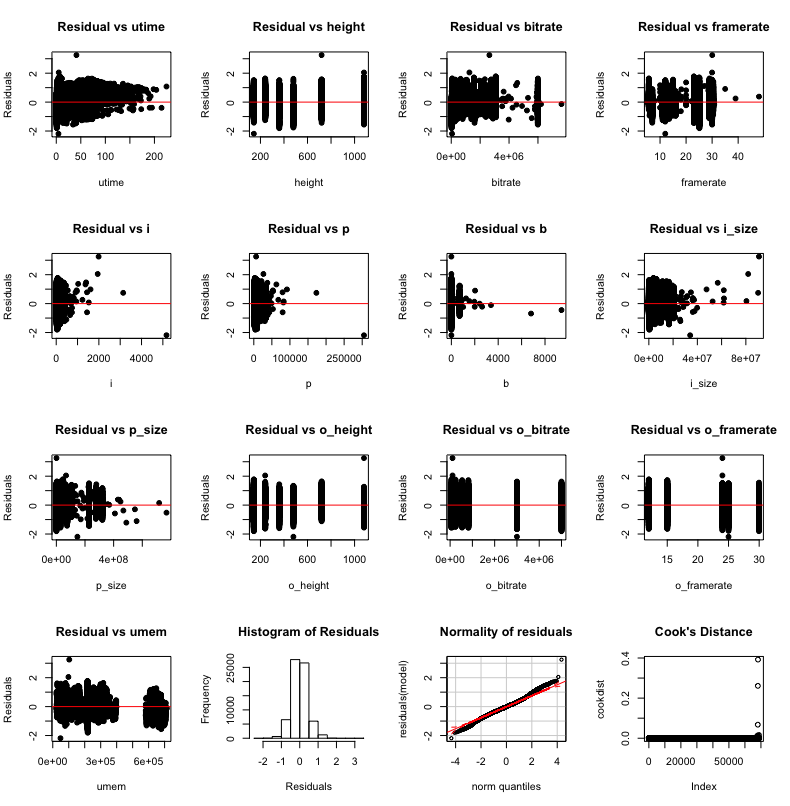 Residual vs utime
Residuals
-2 0 2
0 50 100 200
utime
Residual vs height
Residuals
-2 0 2
200 600 1000
height
Residual vs bitrate
Residuals
-2 0 2
0e+00 4e+06
bitrate
Residual vs framerate
Residuals
-2 0 2
10 20 30 40
framerate
Residual vs i
Residuals
-2 0 2
0 2000 4000
i
Residual vs p
Residuals
-2 0 2
0 100000 250000
p
Residual vs b
Residuals
-2 0 2
0 4000 8000
b
Residual vs i_size
Residuals
-2 0 2
0e+00 4e+07 8e+07
i_size
Residual vs p_size
Residuals
-2 0 2
0e+00 4e+08
p_size
Residual vs o_height
Residuals
-2 0 2
200 600 1000
o_height
Residual vs o_bitrate
Residuals
-2 0 2
0e+00 2e+06 4e+06
o_bitrate
Residual vs o_framerate
Residuals
-2 0 2
15 20 25 30
o_framerate
Residual vs umem
Residuals
-2 0 2
0e+00 3e+05 6e+05
umem
Histogram of Residuals
Frequency
0 10000 25000
-2 -1 0 1 2 3
Residuals
Normality of residuals
residuals(model)
-2 0 2
-4 -2 0 2 4
norm quantiles
Cook's Distance
cookdist
0.0 0.2 0.4
0 20000 50000
Index